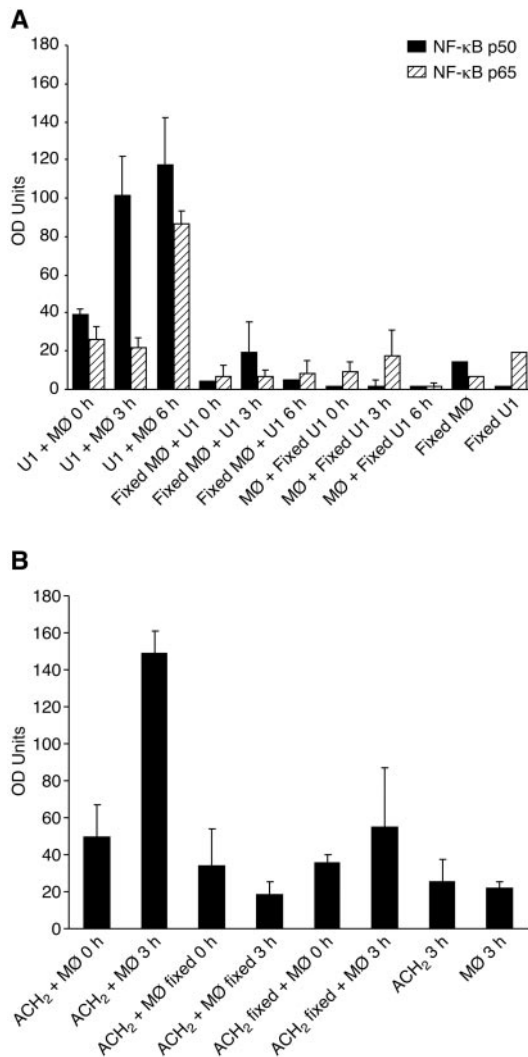 A
180
160
140
120
100
80
60
40
20
0
OD Units
NF-κB p50
NF-κB p65
U1 + MØ 0 h
U1 + MØ 3 h
U1 + MØ 6 h
Fixed MØ + U1 0 h
Fixed MØ + U1 3 h
Fixed MØ + U1 6 h
MØ + Fixed U1 0 h
MØ + Fixed U1 3 h
MØ + Fixed U1 6 h
Fixed MØ
Fixed U1
B
180
160
140
120
100
80
60
40
20
0
OD Units
ACH₂ + MØ 0 h
ACH₂ + MØ 3 h
ACH₂ + MØ fixed 0 h
ACH₂ + MØ fixed 3 h
ACH₂ fixed + MØ 0 h
ACH₂ fixed + MØ 3 h
ACH₂ 3 h
MØ 3 h